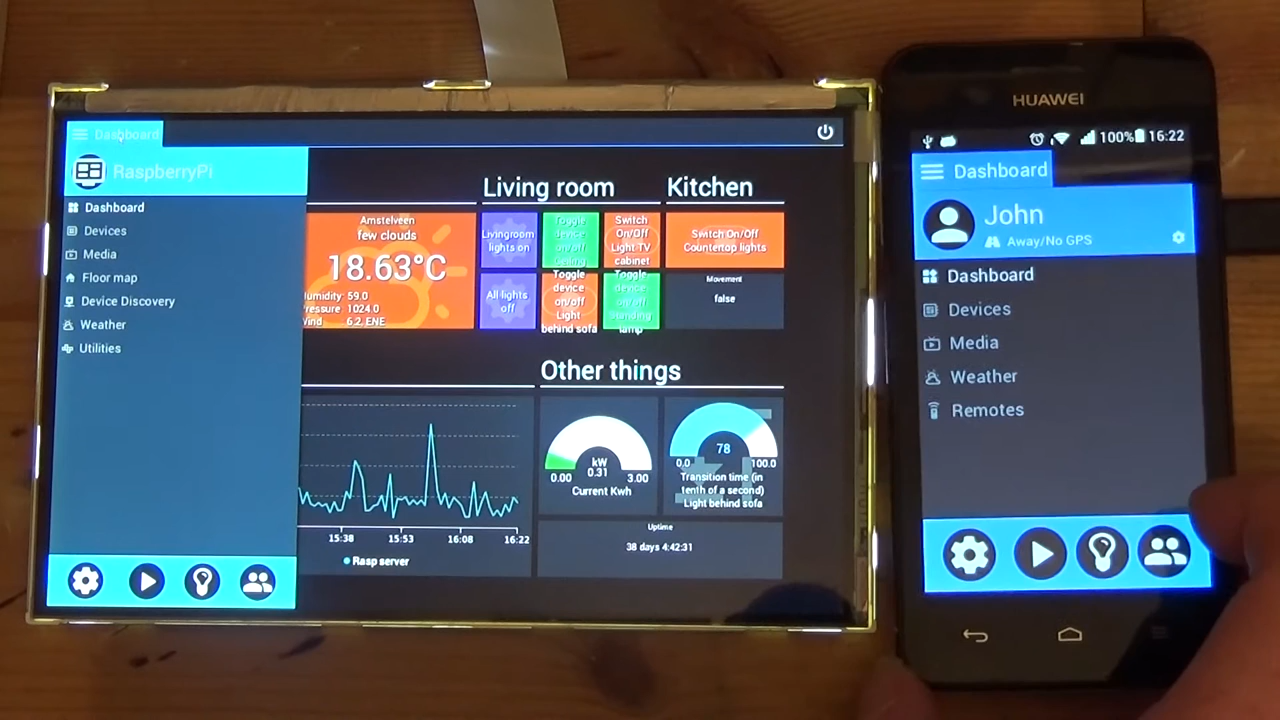 Dashboard
RaspberryPi
Dashboard
Devices
Media
Floor map
Device Discovery
Weather
Utilities
Amstelveen
few clouds
18.63°C
Humidity: 59.0
Pressure: 1024.0
Wind 6.2, ENE
Living room
Livingroom
lights on
Toggle
device
on/off
Switch
On/Off
Light TV
cabinet
All lights
off
Toggle
device
on/off
Light
behind sofa
Toggle
device
on/off
Standing
lamp
Kitchen
Switch On/Off
Countertop lights
Movement
false
15:38 15:53 16:08 16:22
Rasp server
Other things
kW
0.31
0.00 3.00
Current Kwh
78
0.0 100.0
Transition time (in
tenth of a second)
Light behind sofa
Uptime
38 days 4:42:31
HUAWEI
100% 16:22
Dashboard
John
Away/No GPS
Dashboard
Devices
Media
Weather
Remotes